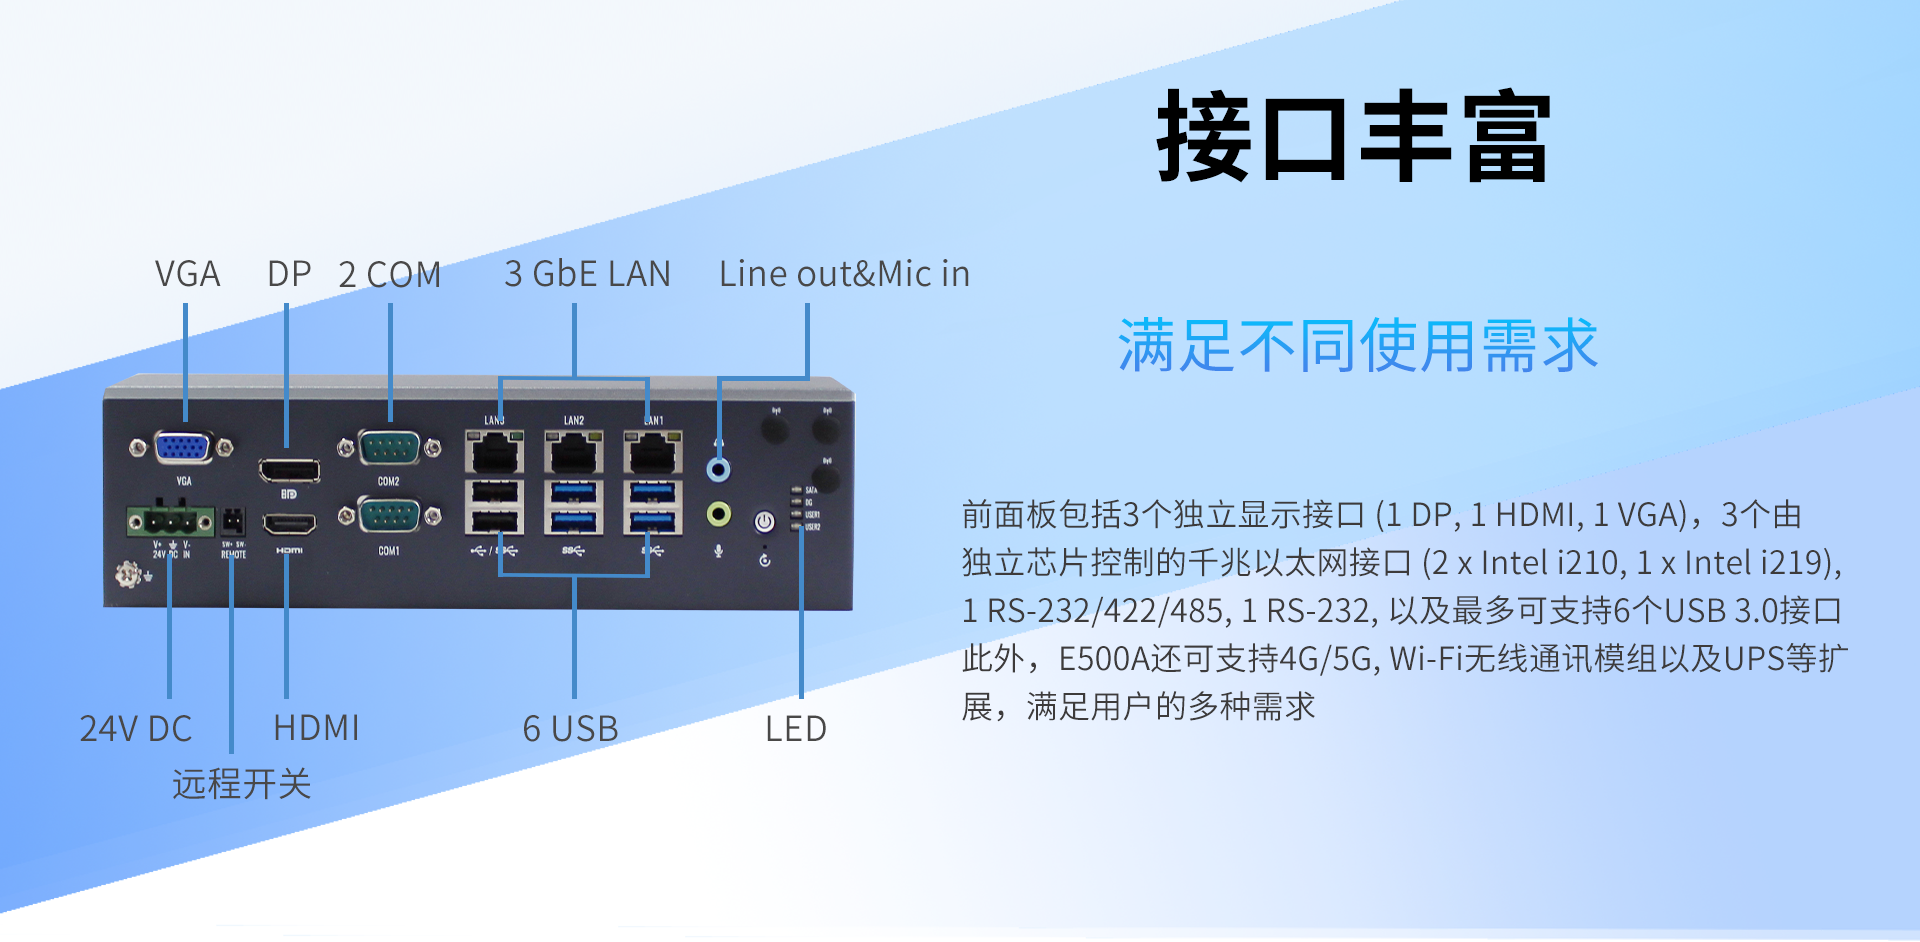 接口丰富
满足不同使用需求
VGA
DP
2 COM
3 GbE LAN
Line out&Mic in
LAN3
LAN2
LAN1
VGA
COM2
COM1
HDMI
V+
V-
24V DC IN
SW+ SW-
REMOTE
SATA
DG
USER1
USER2
24V DC
远程开关
HDMI
6 USB
LED
前面板包括3个独立显示接口 (1 DP, 1 HDMI, 1 VGA)，3个由
独立芯片控制的千兆以太网接口 (2 x Intel i210, 1 x Intel i219),
1 RS-232/422/485, 1 RS-232, 以及最多可支持6个USB 3.0接口
此外，E500A还可支持4G/5G, Wi-Fi无线通讯模组以及UPS等扩
展，满足用户的多种需求